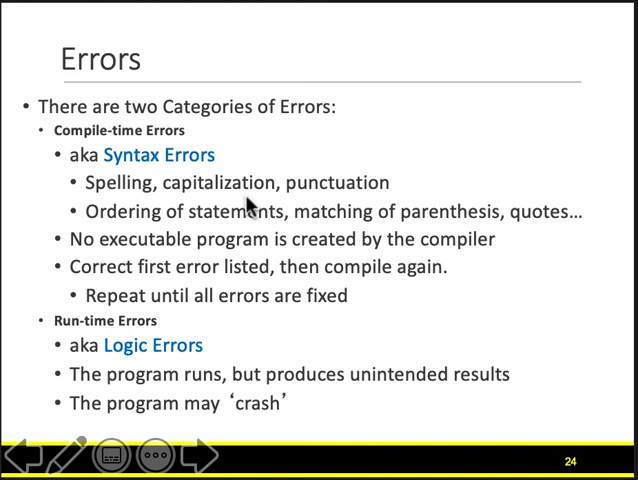 Errors
• There are two Categories of Errors:
• Compile-time Errors
• aka Syntax Errors
• Spelling, capitalization, punctuation
• Ordering of statements, matching of parenthesis, quotes...
• No executable program is created by the compiler
• Correct first error listed, then compile again.
• Repeat until all errors are fixed
• Run-time Errors
• aka Logic Errors
• The program runs, but produces unintended results
• The program may ‘crash’
24